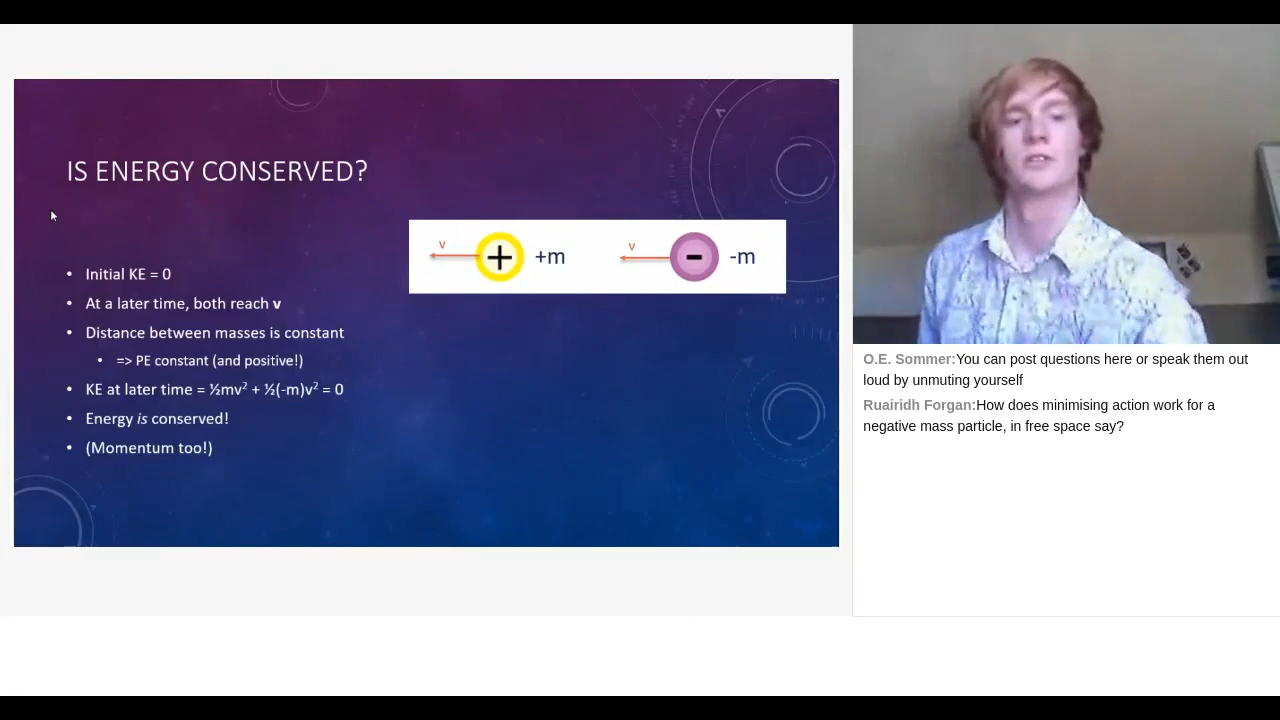 IS ENERGY CONSERVED?
v
+
+m
v
-
-m
• Initial KE = 0
• At a later time, both reach v
• Distance between masses is constant
• => PE constant (and positive!)
• KE at later time = ½mv² + ½(-m)v² = 0
• Energy is conserved!
• (Momentum too!)
O.E. Sommer:You can post questions here or speak them out
loud by unmuting yourself
Ruairidh Forgan:How does minimising action work for a
negative mass particle, in free space say?